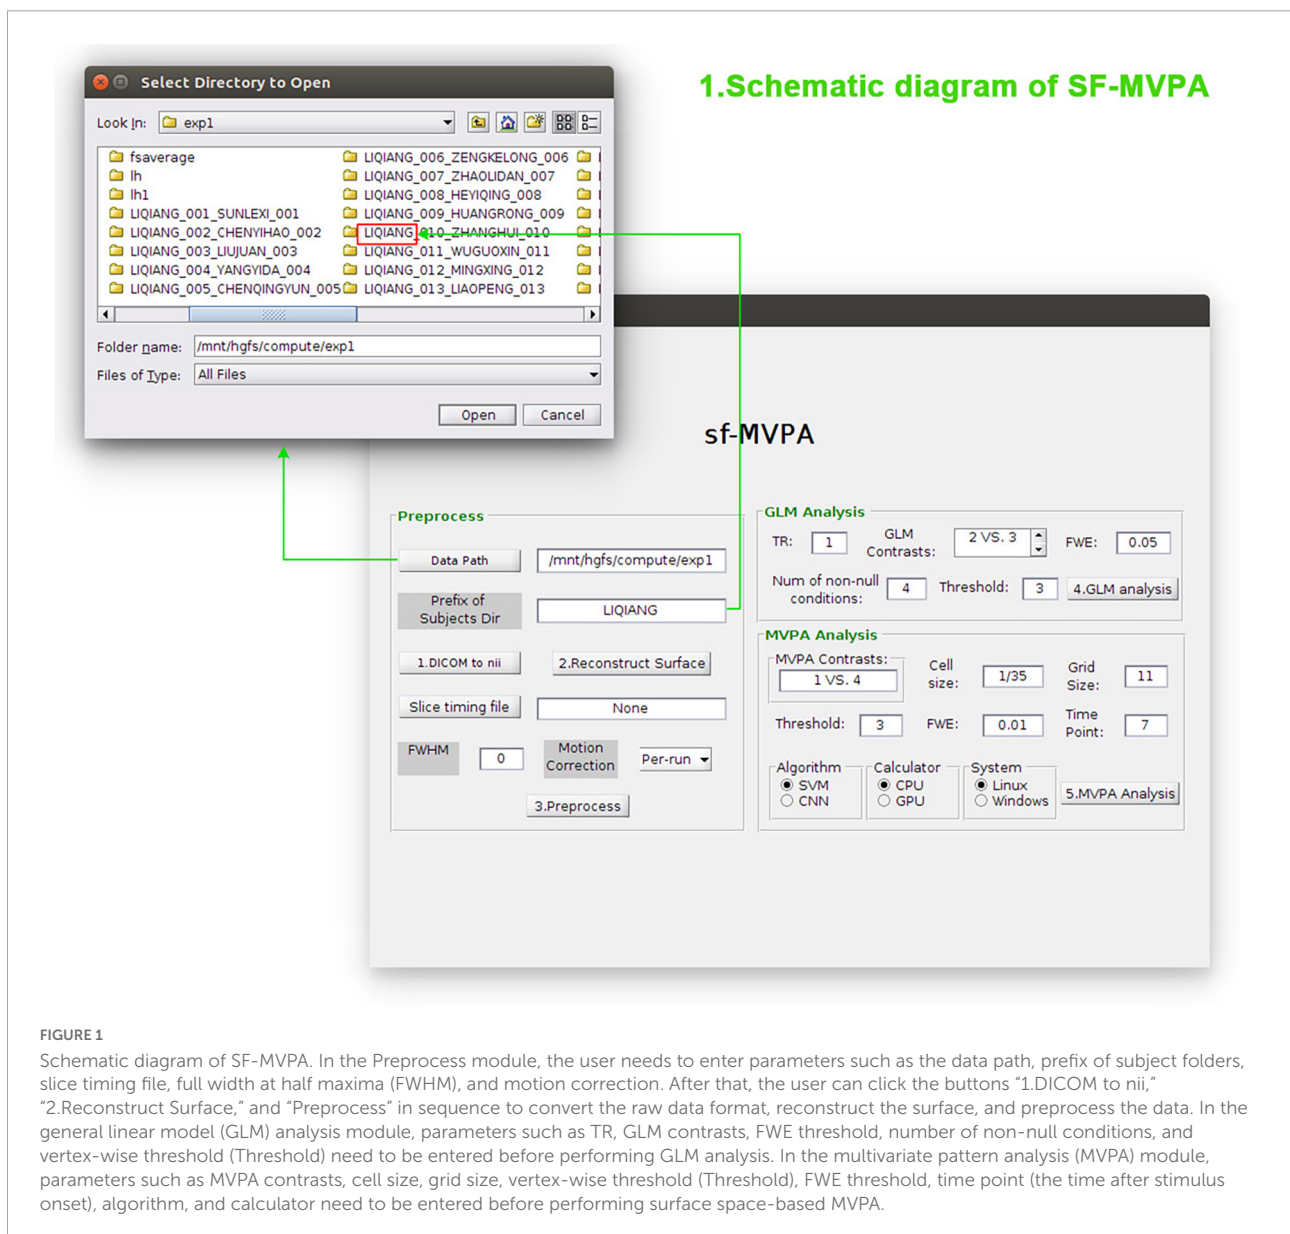 1.Schematic diagram of SF-MVPA
Select Directory to Open
Look In: exp1
fsaverage
lh
lh1
LIQIANG_001_SUNLEXI_001
LIQIANG_002_CHENYIHAO_002
LIQIANG_003_LIUJUAN_003
LIQIANG_004_YANGYIDA_004
LIQIANG_005_CHENQINGYUN_005
LIQIANG_006_ZENGKELONG_006
LIQIANG_007_ZHAOLIDAN_007
LIQIANG_008_HEYIQING_008
LIQIANG_009_HUANGRONG_009
LIQIANG_010_ZHANGHUI_010
LIQIANG_011_WUGUOXIN_011
LIQIANG_012_MINGXING_012
LIQIANG_013_LIAOPENG_013
Folder name: /mnt/hgfs/compute/exp1
Files of Type: All Files
Open Cancel
sf-MVPA
Preprocess
Data Path /mnt/hgfs/compute/exp1
Prefix of
Subjects Dir
LIQIANG
1.DICOM to nii 2.Reconstruct Surface
Slice timing file None
FWHM 0
Motion
Correction
Per-run
3.Preprocess
GLM Analysis
TR: 1
GLM
Contrasts:
2 VS. 3
FWE: 0.05
Num of non-null
conditions:
4
Threshold: 3
4.GLM analysis
MVPA Analysis
MVPA Contrasts:
1 VS. 4
Cell
size:
1/35
Grid
Size:
11
Threshold: 3
FWE: 0.01
Time
Point:
7
Algorithm
SVM
CNN
Calculator
CPU
GPU
System
Linux
Windows
5.MVPA Analysis
FIGURE 1
Schematic diagram of SF-MVPA. In the Preprocess module, the user needs to enter parameters such as the data path, prefix of subject folders,
slice timing file, full width at half maxima (FWHM), and motion correction. After that, the user can click the buttons “1.DICOM to nii,”
“2.Reconstruct Surface,” and “Preprocess” in sequence to convert the raw data format, reconstruct the surface, and preprocess the data. In the
general linear model (GLM) analysis module, parameters such as TR, GLM contrasts, FWE threshold, number of non-null conditions, and
vertex-wise threshold (Threshold) need to be entered before performing GLM analysis. In the multivariate pattern analysis (MVPA) module,
parameters such as MVPA contrasts, cell size, grid size, vertex-wise threshold (Threshold), FWE threshold, time point (the time after stimulus
onset), algorithm, and calculator need to be entered before performing surface space-based MVPA.